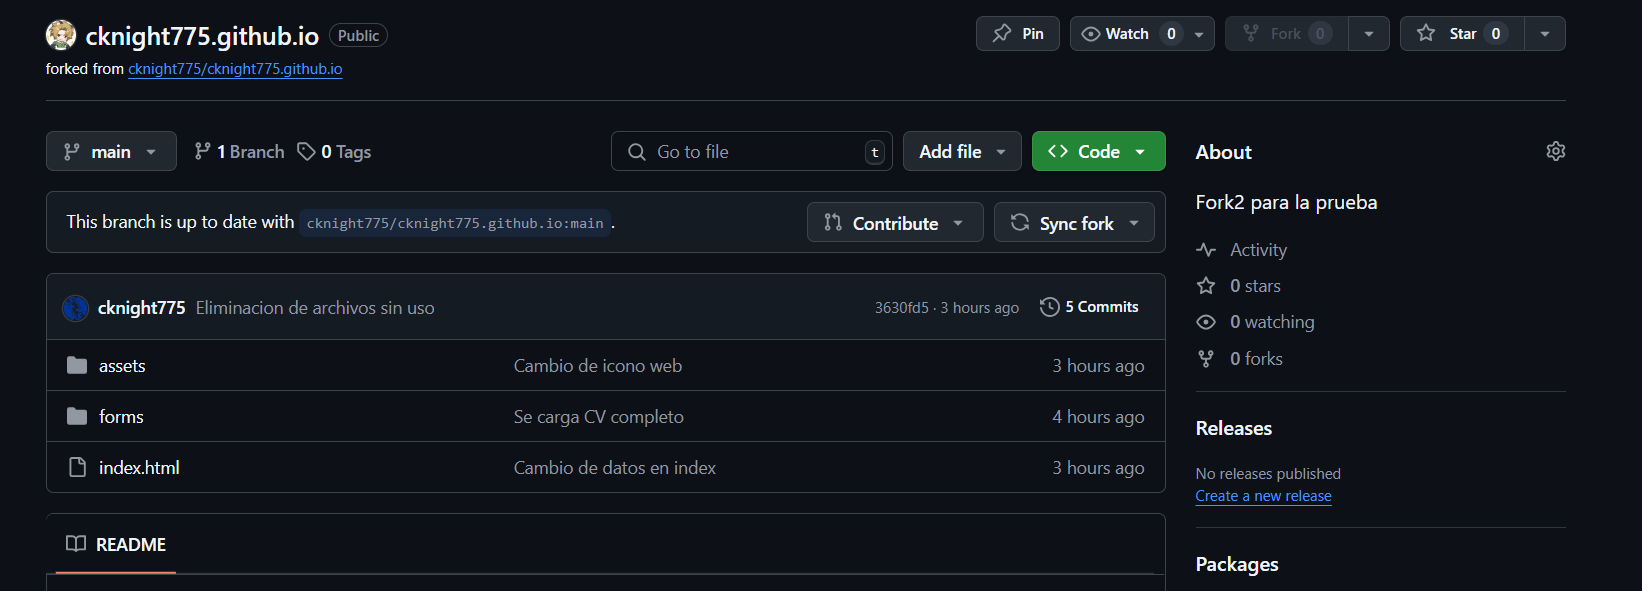 cknight775.github.io Public Pin Watch 0 Fork 0 Star 0
forked from cknight775/cknight775.github.io
main 1 Branch 0 Tags Go to file t Add file Code
This branch is up to date with cknight775/cknight775.github.io:main . Contribute Sync fork
cknight775 Eliminacion de archivos sin uso 3630fd5 · 3 hours ago 5 Commits
assets Cambio de icono web 3 hours ago
forms Se carga CV completo 4 hours ago
index.html Cambio de datos en index 3 hours ago
README
About
Fork2 para la prueba
Activity
0 stars
0 watching
0 forks
Releases
No releases published
Create a new release
Packages